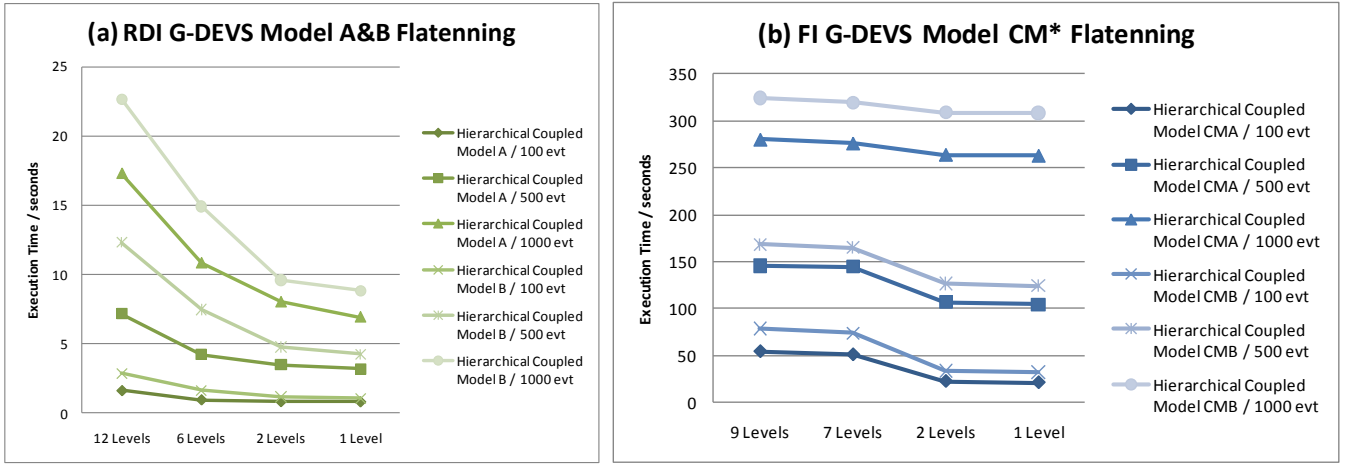 (a) RDI G-DEVS Model A&B Flatenning
25
20
15
10
5
0
Execution Time / seconds
12 Levels
6 Levels
2 Levels
1 Level
Hierarchical Coupled
Model A / 100 evt
Hierarchical Coupled
Model A / 500 evt
Hierarchical Coupled
Model A / 1000 evt
Hierarchical Coupled
Model B / 100 evt
Hierarchical Coupled
Model B / 500 evt
Hierarchical Coupled
Model B / 1000 evt
(b) FI G-DEVS Model CM* Flatenning
350
300
250
200
150
100
50
0
Execution Time / seconds
9 Levels
7 Levels
2 Levels
1 Level
Hierarchical Coupled
Model CMA / 100 evt
Hierarchical Coupled
Model CMA / 500 evt
Hierarchical Coupled
Model CMA / 1000 evt
Hierarchical Coupled
Model CMB / 100 evt
Hierarchical Coupled
Model CMB / 500 evt
Hierarchical Coupled
Model CMB / 1000 evt